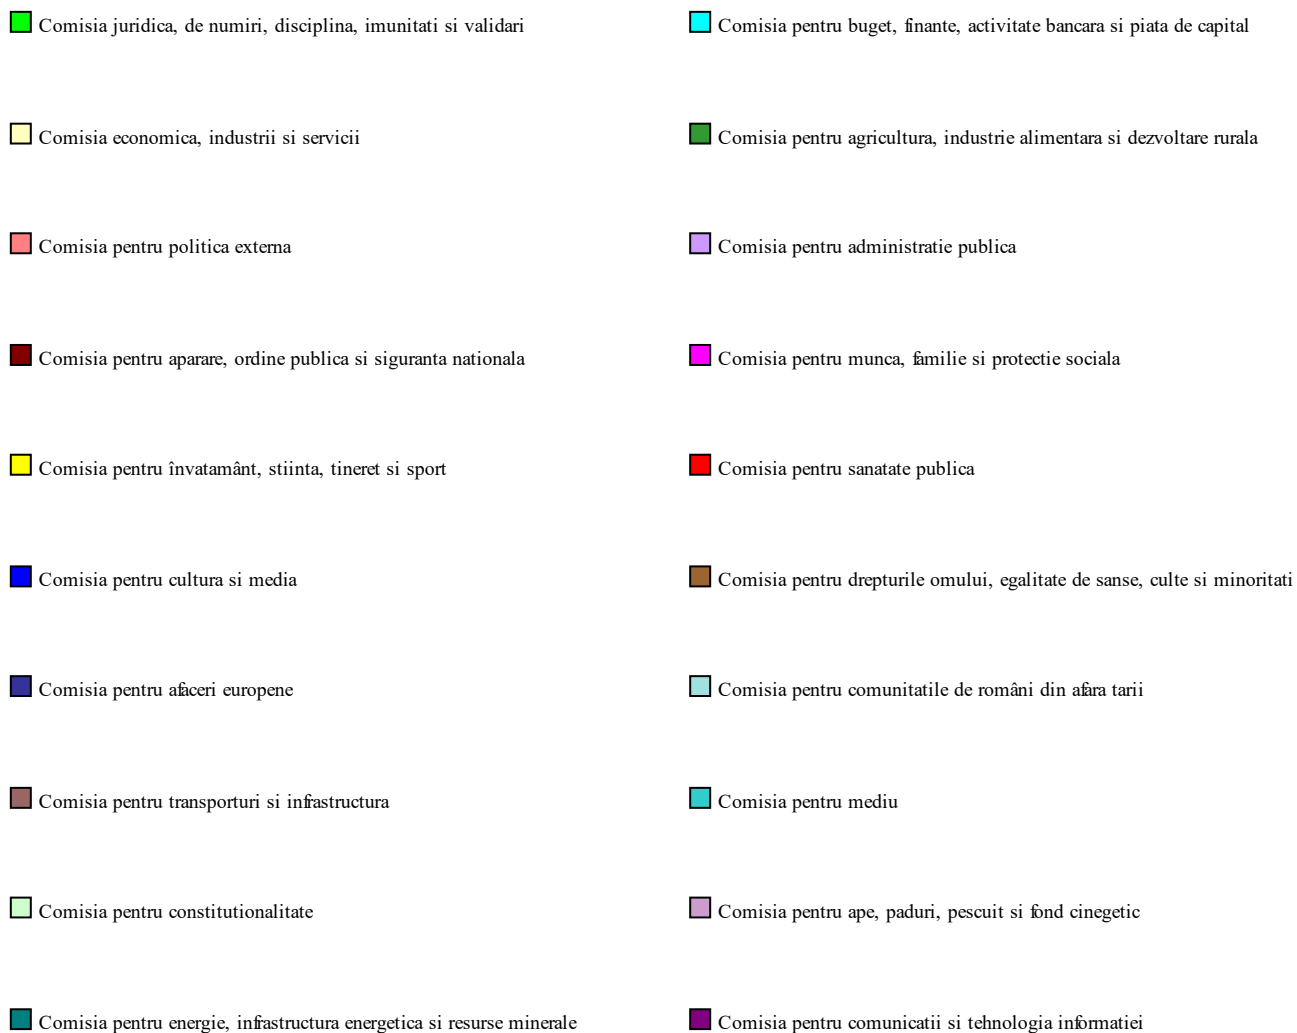 Comisia juridica, de numiri, disciplina, imunitati si validari
Comisia pentru buget, finante, activitate bancara si piata de capital
Comisia economica, industrii si servicii
Comisia pentru agricultura, industrie alimentara si dezvoltare rurala
Comisia pentru politica externa
Comisia pentru administratie publica
Comisia pentru aparare, ordine publica si siguranta nationala
Comisia pentru munca, familie si protectie sociala
Comisia pentru învatamânt, stiinta, tineret si sport
Comisia pentru sanatate publica
Comisia pentru cultura si media
Comisia pentru drepturile omului, egalitate de sanse, culte si minoritati
Comisia pentru afaceri europene
Comisia pentru comunitatile de români din afara tarii
Comisia pentru transporturi si infrastructura
Comisia pentru mediu
Comisia pentru constitutionalitate
Comisia pentru ape, paduri, pescuit si fond cinegetic
Comisia pentru energie, infrastructura energetica si resurse minerale
Comisia pentru comunicatii si tehnologia informatiei